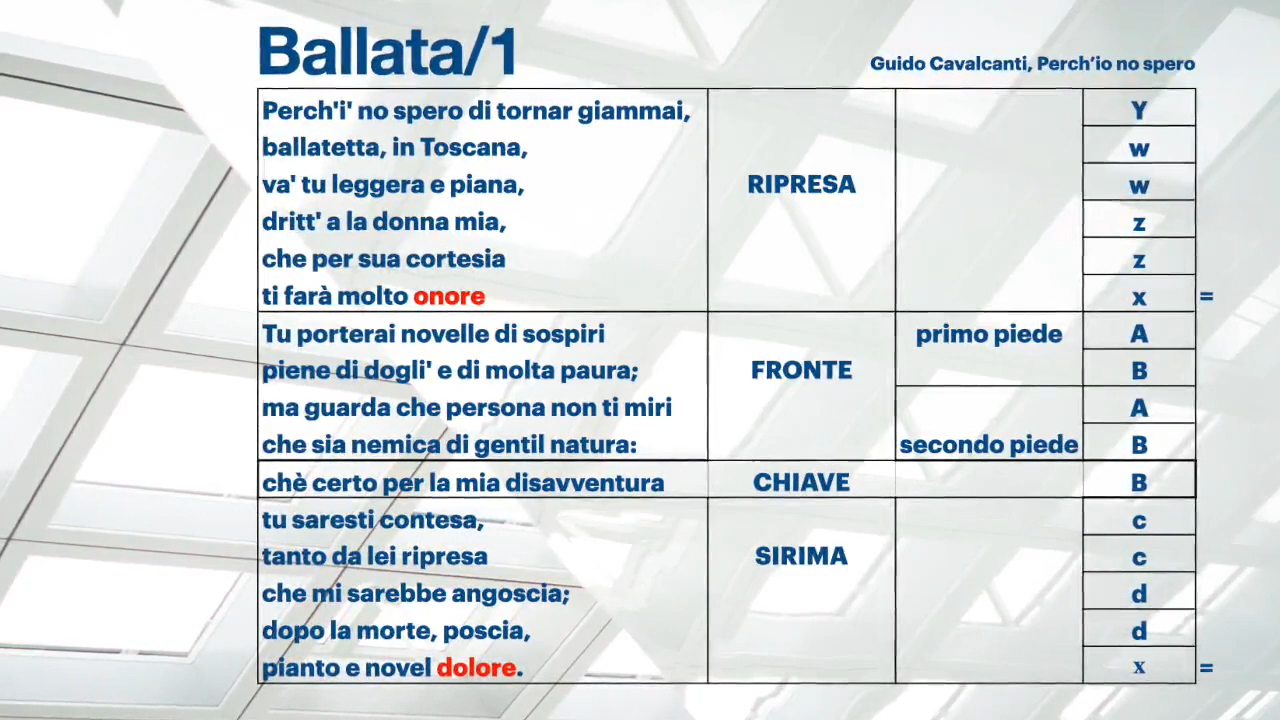 Ballata/1
Guido Cavalcanti, Perch'io no spero
Perch'i' no spero di tornar giammai, Y
ballatetta, in Toscana, w
va' tu leggera e piana, RIPRESA w
dritt' a la donna mia, z
che per sua cortesia z
ti farà molto onore x =
Tu porterai novelle di sospiri primo piede A
piene di dogli' e di molta paura; FRONTE B
ma guarda che persona non ti miri A
che sia nemica di gentil natura: secondo piede B
chè certo per la mia disavventura CHIAVE B
tu saresti contesa, c
tanto da lei ripresa SIRIMA c
che mi sarebbe angoscia; d
dopo la morte, poscia, d
pianto e novel dolore. x =